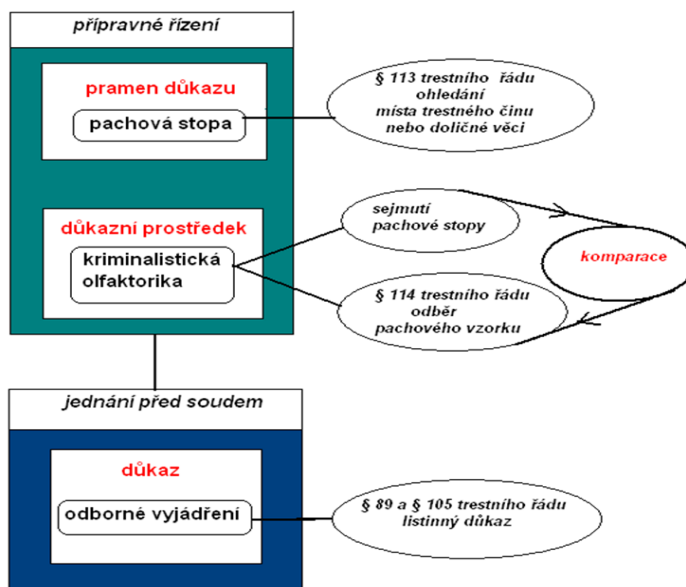 přípravné řízení
pramen důkazu
pachová stopa
§ 113 trestního řádu
ohledání
místa trestného činu
nebo doličné věci
důkazní prostředek
kriminalistická
olfaktorika
sejmutí
pachové stopy
komparace
§ 114 trestního řádu
odběr
pachového vzorku
jednání před soudem
důkaz
odborné vyjádření
§ 89 a § 105 trestního řádu
listinný důkaz